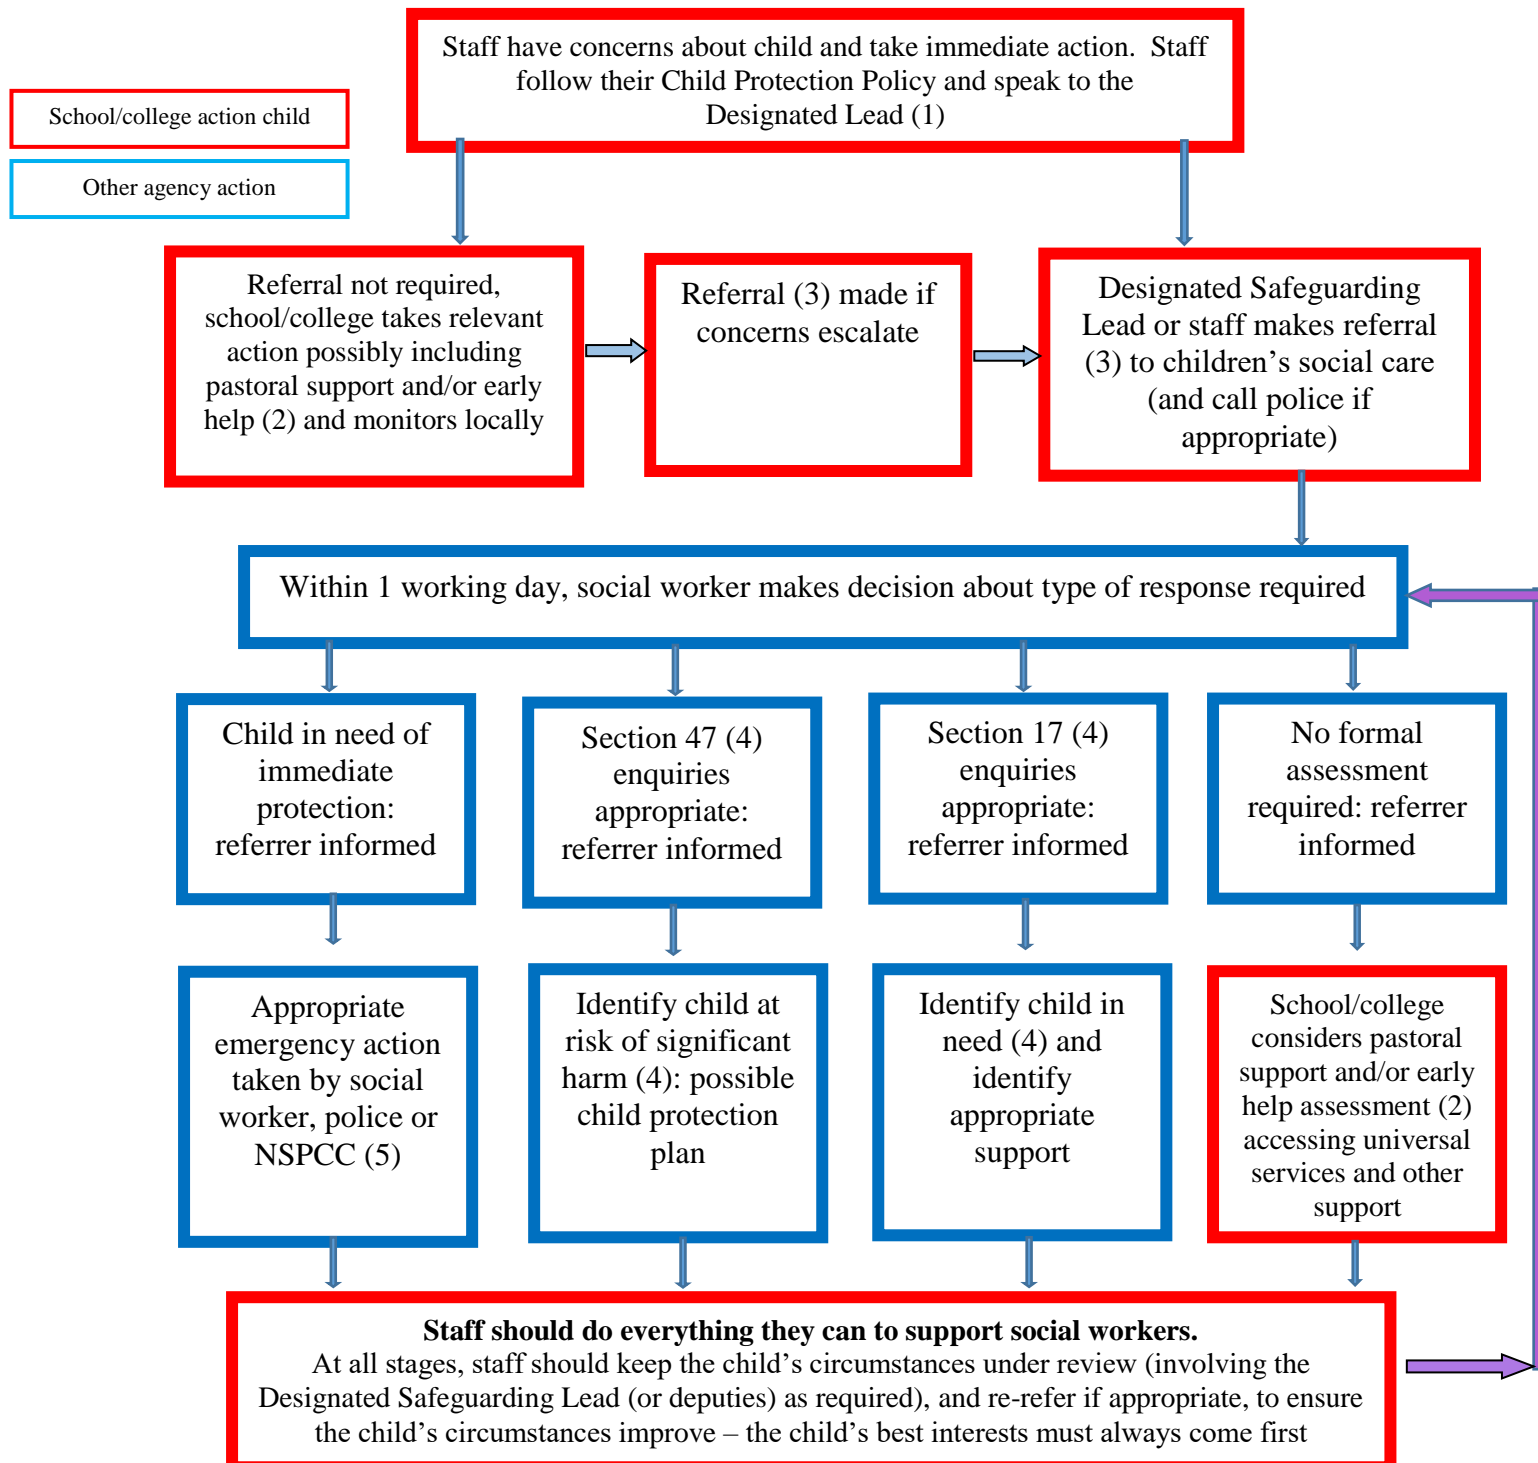 Staff have concerns about child and take immediate action.  Staff
follow their Child Protection Policy and speak to the
Designated Lead (1)
School/college action child
Other agency action
Referral not required,
school/college takes relevant
action possibly including
pastoral support and/or early
help (2) and monitors locally
Referral (3) made if
concerns escalate
Designated Safeguarding
Lead or staff makes referral
(3) to children’s social care
(and call police if
appropriate)
Within 1 working day, social worker makes decision about type of response required
Child in need of
immediate
protection:
referrer informed
Section 47 (4)
enquiries
appropriate:
referrer informed
Section 17 (4)
enquiries
appropriate:
referrer informed
No formal
assessment
required: referrer
informed
Appropriate
emergency action
taken by social
worker, police or
NSPCC (5)
Identify child at
risk of significant
harm (4): possible
child protection
plan
Identify child in
need (4) and
identify
appropriate
support
School/college
considers pastoral
support and/or early
help assessment (2)
accessing universal
services and other
support
Staff should do everything they can to support social workers.
At all stages, staff should keep the child’s circumstances under review (involving the
Designated Safeguarding Lead (or deputies) as required), and re-refer if appropriate, to ensure
the child’s circumstances improve – the child’s best interests must always come first